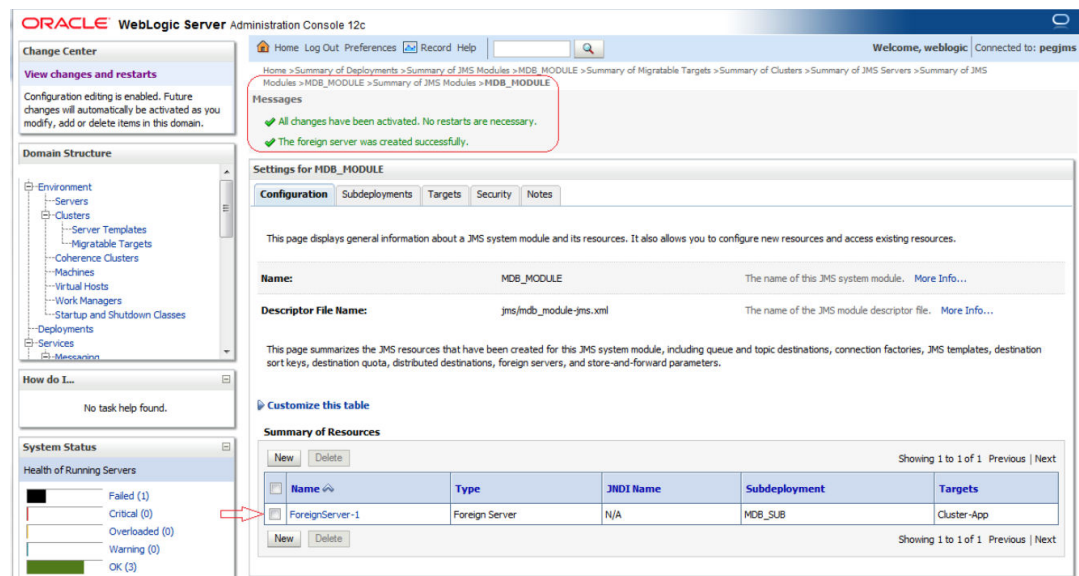 ORACLE WebLogic Server Administration Console 12c
Change Center
View changes and restarts
Configuration editing is enabled. Future
changes will automatically be activated as you
modify, add or delete items in this domain.
Domain Structure
Environment
Servers
Clusters
Server Templates
Migratable Targets
Coherence Clusters
Machines
Virtual Hosts
Work Managers
Startup and Shutdown Classes
Deployments
Services
Messaging
How do I...
No task help found.
System Status
Health of Running Servers
Failed (1)
Critical (0)
Overloaded (0)
Warning (0)
OK (3)
Home Log Out Preferences Record Help
Welcome, weblogic Connected to: pegjms
Home >Summary of Deployments >Summary of JMS Modules >MDB_MODULE >Summary of Migratable Targets >Summary of Clusters >Summary of JMS Servers >Summary of JMS
Modules >MDB_MODULE >Summary of JMS Modules >MDB_MODULE
Messages
All changes have been activated. No restarts are necessary.
The foreign server was created successfully.
Settings for MDB_MODULE
Configuration Subdeployments Targets Security Notes
This page displays general information about a JMS system module and its resources. It also allows you to configure new resources and access existing resources.
Name: MDB_MODULE The name of this JMS system module. More Info...
Descriptor File Name: jms/mdb_module-jms.xml The name of the JMS module descriptor file. More Info...
This page summarizes the JMS resources that have been created for this JMS system module, including queue and topic destinations, connection factories, JMS templates, destination
sort keys, destination quota, distributed destinations, foreign servers, and store-and-forward parameters.
Customize this table
Summary of Resources
New Delete Showing 1 to 1 of 1 Previous | Next
Name Type JNDI Name Subdeployment Targets
ForeignServer-1 Foreign Server N/A MDB_SUB Cluster-App
New Delete Showing 1 to 1 of 1 Previous | Next